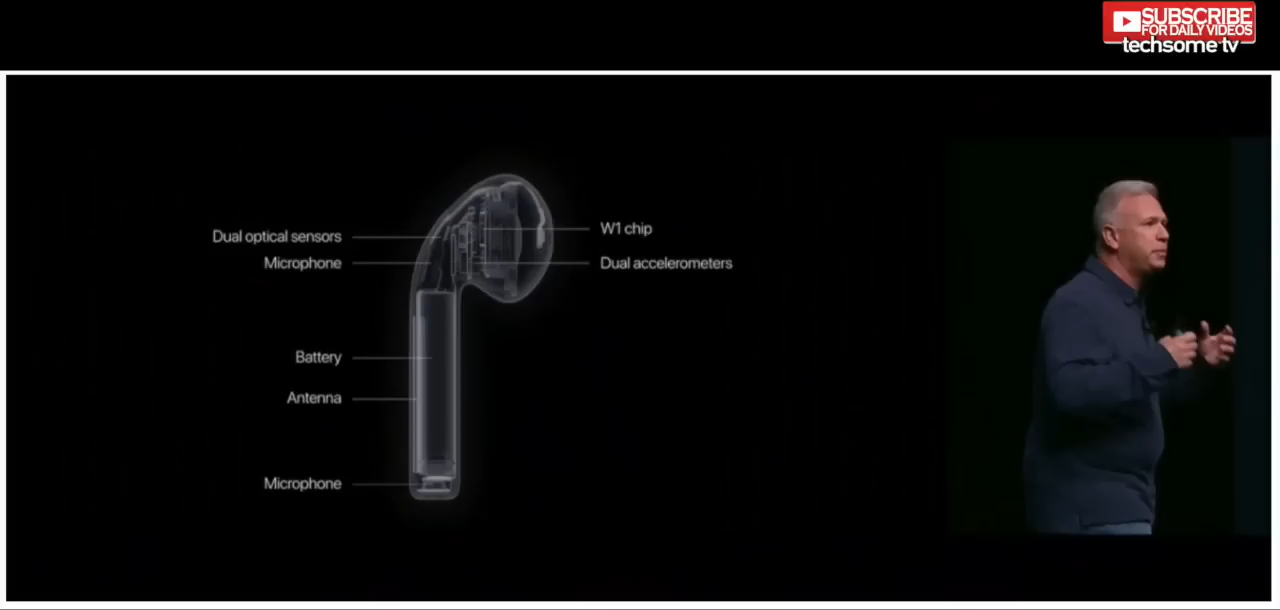 SUBSCRIBE
FOR DAILY VIDEOS
techsome tv
Dual optical sensors
W1 chip
Microphone
Dual accelerometers
Battery
Antenna
Microphone